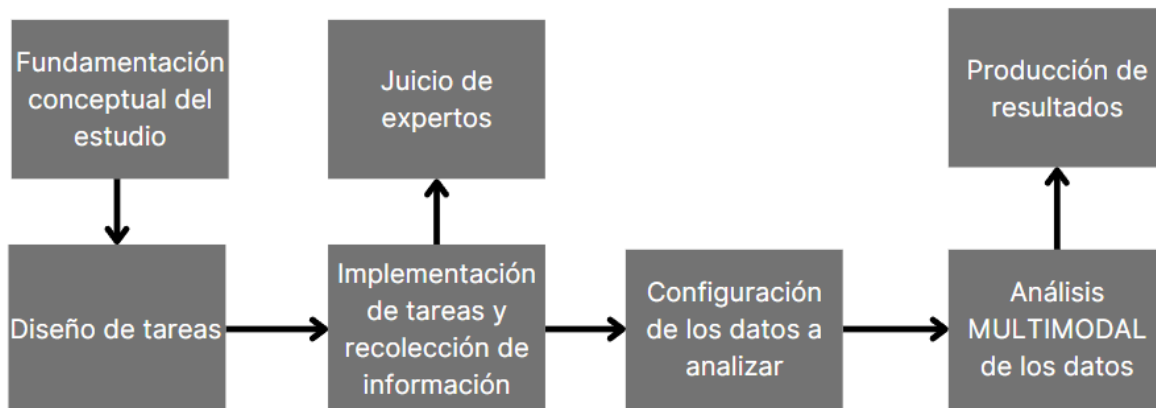 Fundamentación
conceptual del
estudio
Juicio de
expertos
Producción de
resultados
Diseño de tareas
Implementación
de tareas y
recolección de
información
Configuración
de los datos a
analizar
Análisis
MULTIMODAL
de los datos